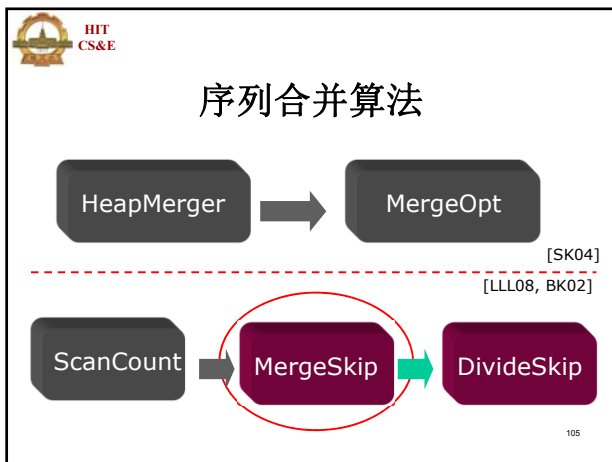 HIT
CS&E
序列合并算法
HeapMerger
MergeOpt
[SK04]
[LLL08, BK02]
ScanCount
MergeSkip
DivideSkip
105